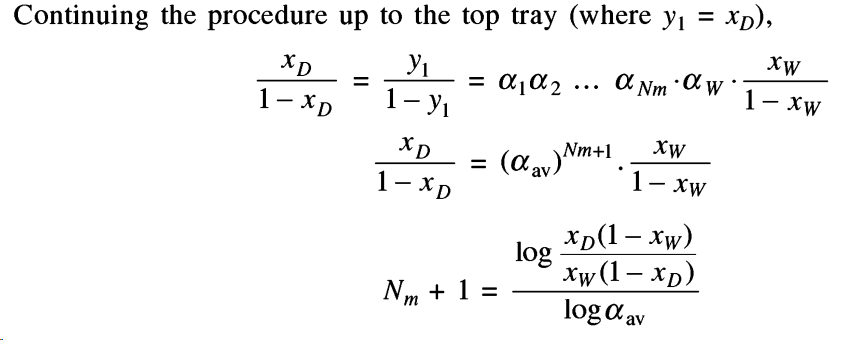 Continuing the procedure up to the top tray (where y₁ = x_D),
x_D / (1 – x_D) = y₁ / (1 – y₁) = α₁α₂ ... α_Nm · α_W · x_W / (1 – x_W)
x_D / (1 – x_D) = (α_av)^(Nm+1) . x_W / (1 – x_W)
N_m + 1 = log [x_D(1 – x_W) / x_W(1 – x_D)] / log α_av